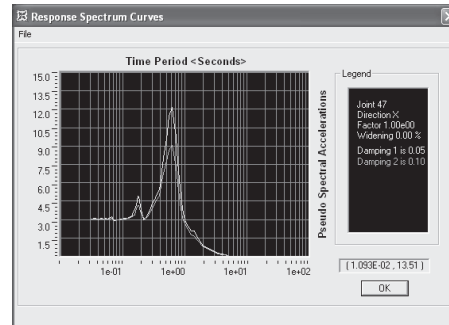 Response Spectrum Curves
File
Time Period <Seconds>
15.0
13.5
12.0
10.5
9.0
7.5
6.0
4.5
3.0
1.5
1e-01
1e+00
1e+01
1e+02
Pseudo Spectral Accelerations
Legend
Joint 47
Direction X
Factor 1.00e00
Widening 0.00 %
Damping 1 is 0.05
Damping 2 is 0.10
( 1.093E-02 , 13.51 )
OK